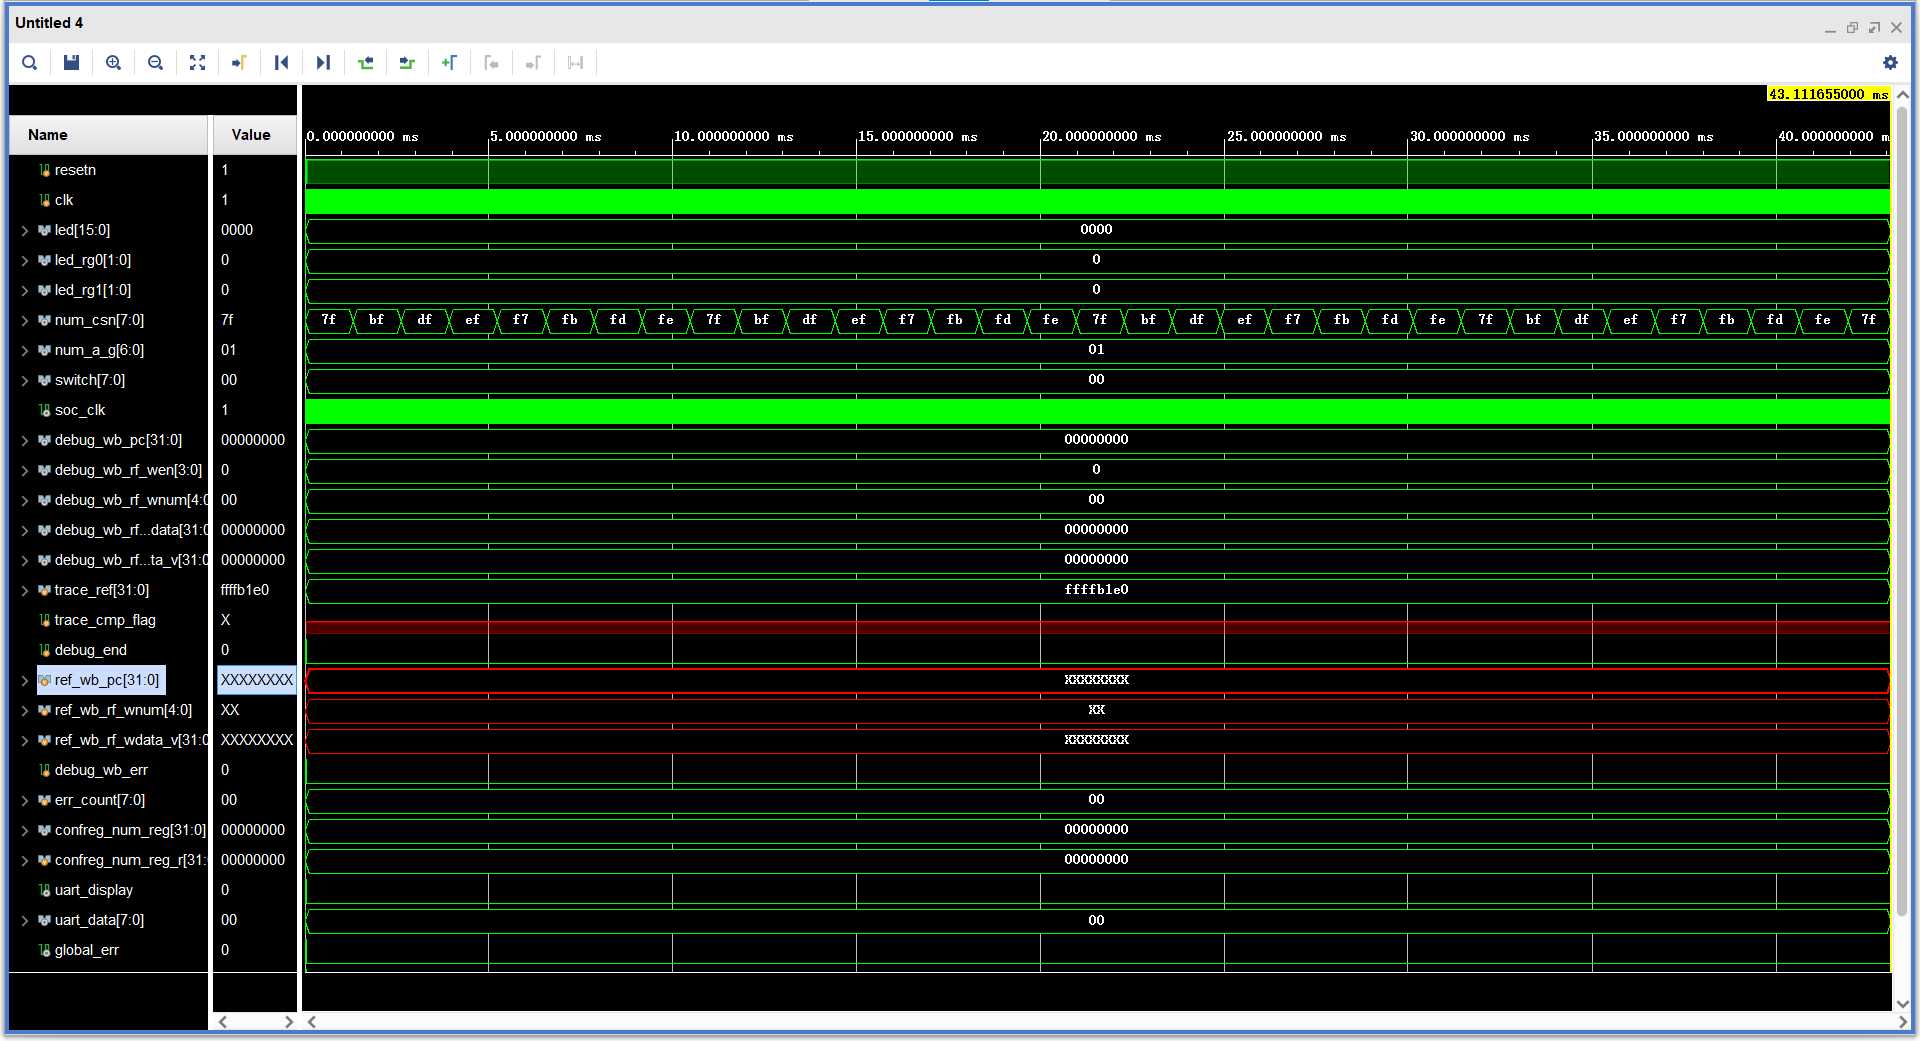 Untitled 4
43.111655000 ms
Name Value
0.000000000 ms 5.000000000 ms 10.000000000 ms 15.000000000 ms 20.000000000 ms 25.000000000 ms 30.000000000 ms 35.000000000 ms 40.000000000 m
resetn 1
clk 1
led[15:0] 0000 0000
led_rg0[1:0] 0 0
led_rg1[1:0] 0 0
num_csn[7:0] 7f 7f bf df ef f7 fb fd fe 7f bf df ef f7 fb fd fe 7f bf df ef f7 fb fd fe 7f bf df ef f7 fb fd fe 7f
num_a_g[6:0] 01 01
switch[7:0] 00 00
soc_clk 1
debug_wb_pc[31:0] 00000000 00000000
debug_wb_rf_wen[3:0] 0 0
debug_wb_rf_wnum[4:0 00 00
debug_wb_rf...data[31:0 00000000 00000000
debug_wb_rf...ta_v[31:0 00000000 00000000
trace_ref[31:0] ffffb1e0 ffffb1e0
trace_cmp_flag X
debug_end 0
ref_wb_pc[31:0] XXXXXXXX XXXXXXXX
ref_wb_rf_wnum[4:0] XX XX
ref_wb_rf_wdata_v[31:0 XXXXXXXX XXXXXXXX
debug_wb_err 0
err_count[7:0] 00 00
confreg_num_reg[31:0] 00000000 00000000
confreg_num_reg_r[31: 00000000 00000000
uart_display 0
uart_data[7:0] 00 00
global_err 0